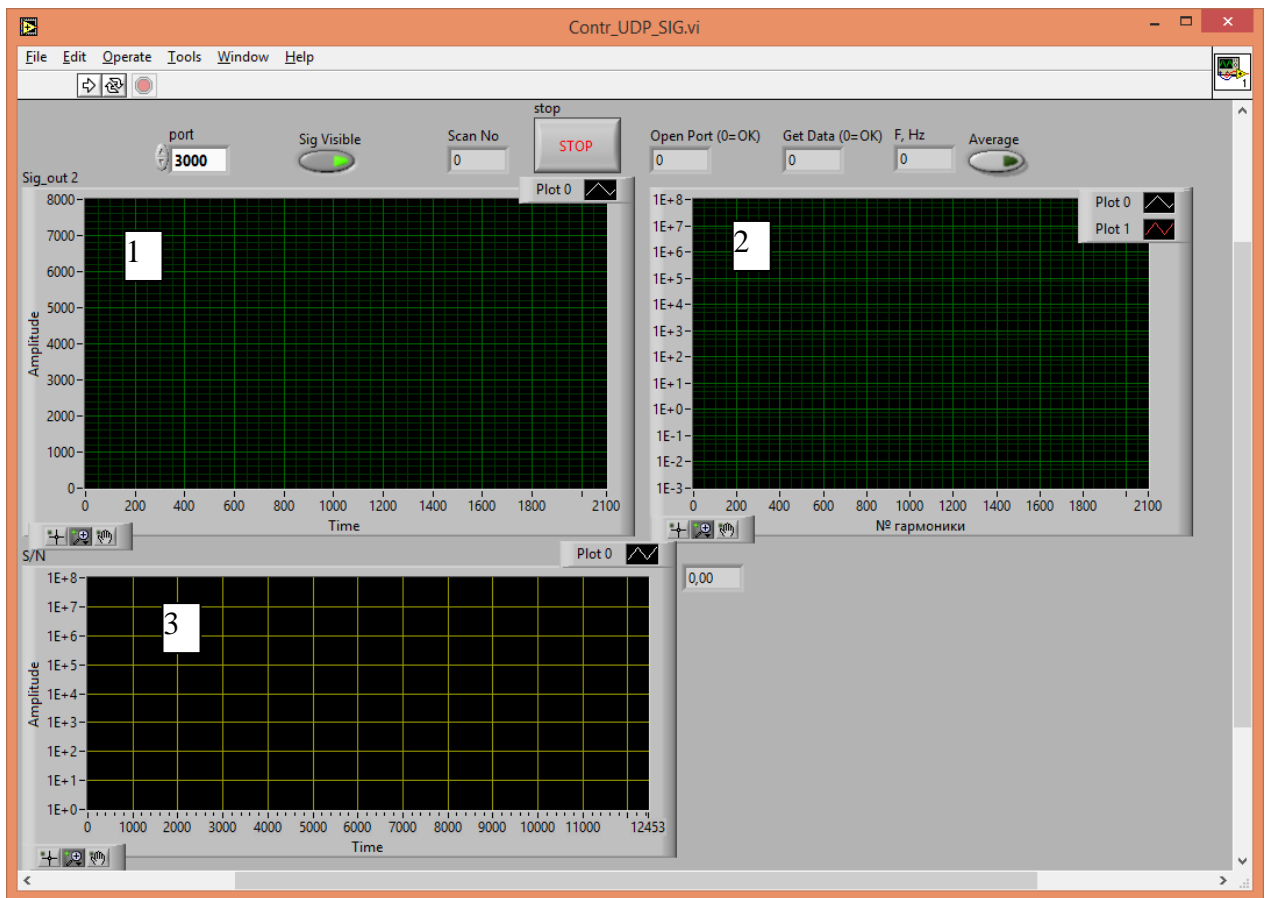 Contr_UDP_SIG.vi
File Edit Operate Tools Window Help
1
stop
port
3000
Sig Visible
Scan No
0
STOP
Open Port (0=OK)
0
Get Data (0=OK)
0
F, Hz
0
Average
Sig_out 2
Plot 0
8000
7000
6000
5000
4000
3000
2000
1000
0
Amplitude
1
0 200 400 600 800 1000 1200 1400 1600 1800 2100
Time
Plot 0
Plot 1
1E+8
1E+7
1E+6
1E+5
1E+4
1E+3
1E+2
1E+1
1E+0
1E-1
1E-2
1E-3
2
0 200 400 600 800 1000 1200 1400 1600 1800 2100
№ гармоники
S/N
Plot 0
1E+8
1E+7
1E+6
1E+5
1E+4
1E+3
1E+2
1E+1
1E+0
Amplitude
3
0 1000 2000 3000 4000 5000 6000 7000 8000 9000 10000 11000 12453
Time
0,00